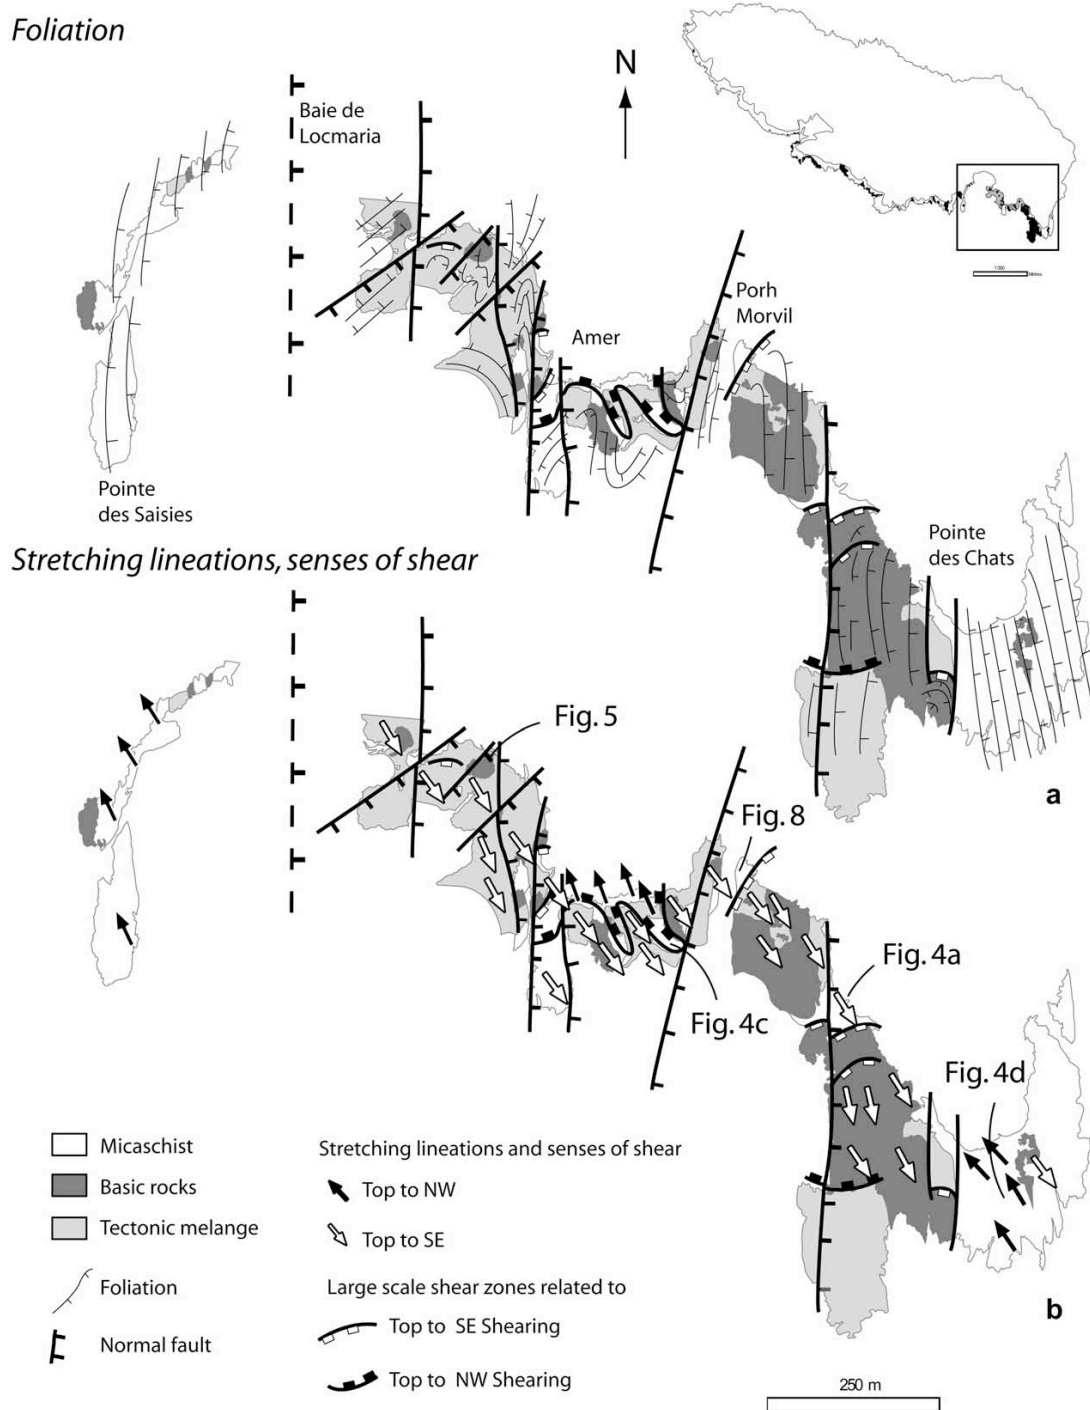 Foliation
N
Baie de
Locmaria
Porh
Morvil
Amer
Pointe
des Saisies
Pointe
des Chats
a
Stretching lineations, senses of shear
Fig. 5
Fig. 8
Fig. 4a
Fig. 4c
Fig. 4d
b
Micaschist
Basic rocks
Tectonic melange
Foliation
Normal fault
Stretching lineations and senses of shear
Top to NW
Top to SE
Large scale shear zones related to
Top to SE Shearing
Top to NW Shearing
250 m